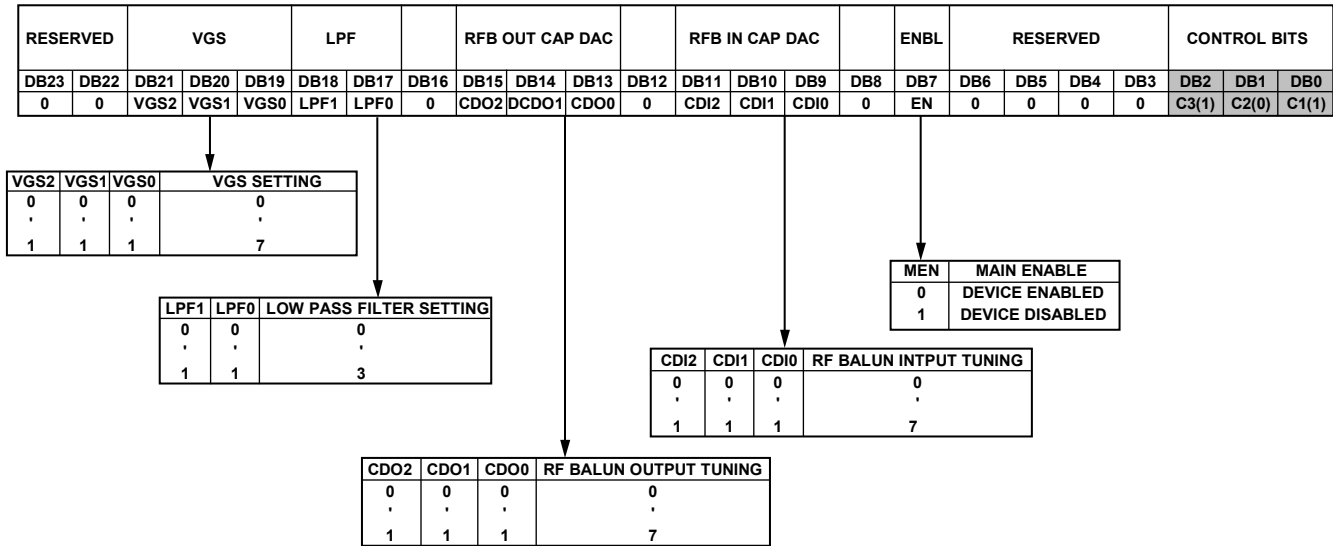 RESERVED VGS LPF RFB OUT CAP DAC RFB IN CAP DAC ENBL RESERVED CONTROL BITS
DB23 DB22 DB21 DB20 DB19 DB18 DB17 DB16 DB15 DB14 DB13 DB12 DB11 DB10 DB9 DB8 DB7 DB6 DB5 DB4 DB3 DB2 DB1 DB0
0 0 VGS2 VGS1 VGS0 LPF1 LPF0 0 CDO2 DCDO1 CDO0 0 CDI2 CDI1 CDI0 0 EN 0 0 0 0 C3(1) C2(0) C1(1)
VGS2 VGS1 VGS0 VGS SETTING
0 0 0 0
' ' ' '
1 1 1 7
MEN MAIN ENABLE
0 DEVICE ENABLED
1 DEVICE DISABLED
LPF1 LPF0 LOW PASS FILTER SETTING
0 0 0
' ' '
1 1 3
CDI2 CDI1 CDI0 RF BALUN INTPUT TUNING
0 0 0 0
' ' ' '
1 1 1 7
CDO2 CDO1 CDO0 RF BALUN OUTPUT TUNING
0 0 0 0
' ' ' '
1 1 1 7